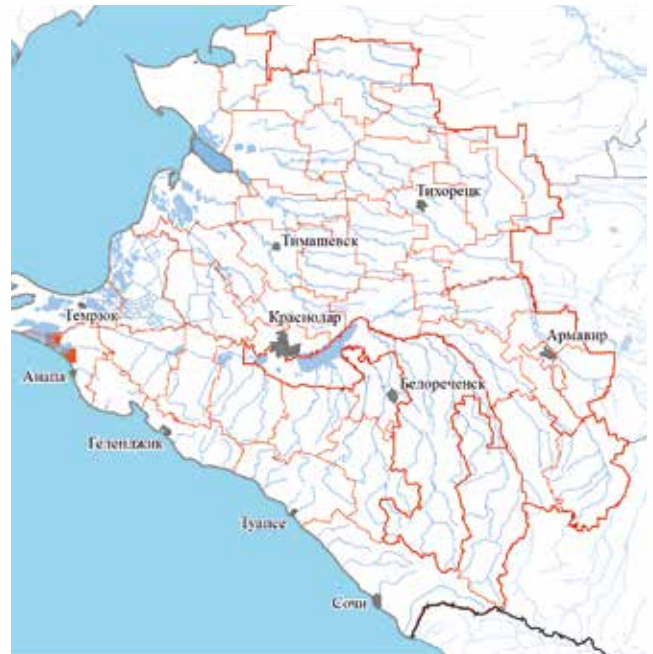 Тихорецк
Тимашевск
Темрюк
Краснодар
Армавир
Анапа
Белореченск
Геленджик
Туапсе
Сочи